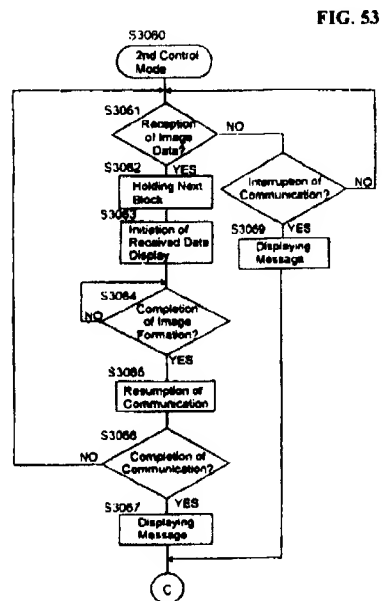 FIG. 53
S3060
2nd Control
Mode
S3061
Reception
of Image
Data?
NO
YES
S3062
Holding Next
Block
S3063
Initiation of
Received Data
Display
Interruption of
Communication?
NO
YES
S3069
Displaying
Message
S3064
Completion
of Image
Formation?
NO
YES
S3065
Resumption of
Communication
S3066
Completion of
Communication?
NO
YES
S3067
Displaying
Message
C